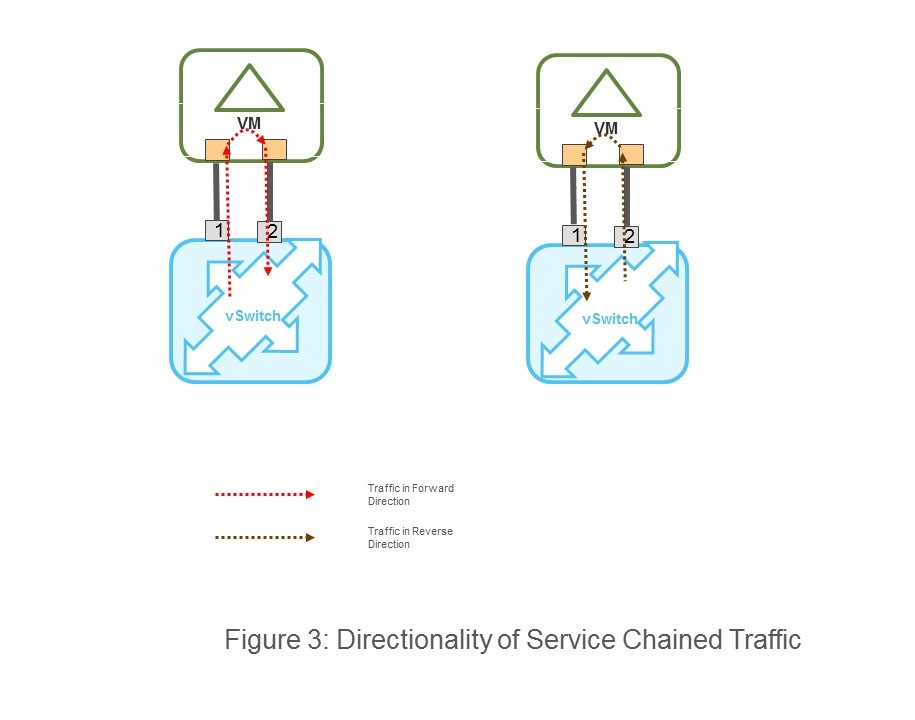 VM
1
2
vSwitch
VM
1
2
vSwitch
Traffic in Forward
Direction
Traffic in Reverse
Direction
Figure 3: Directionality of Service Chained Traffic